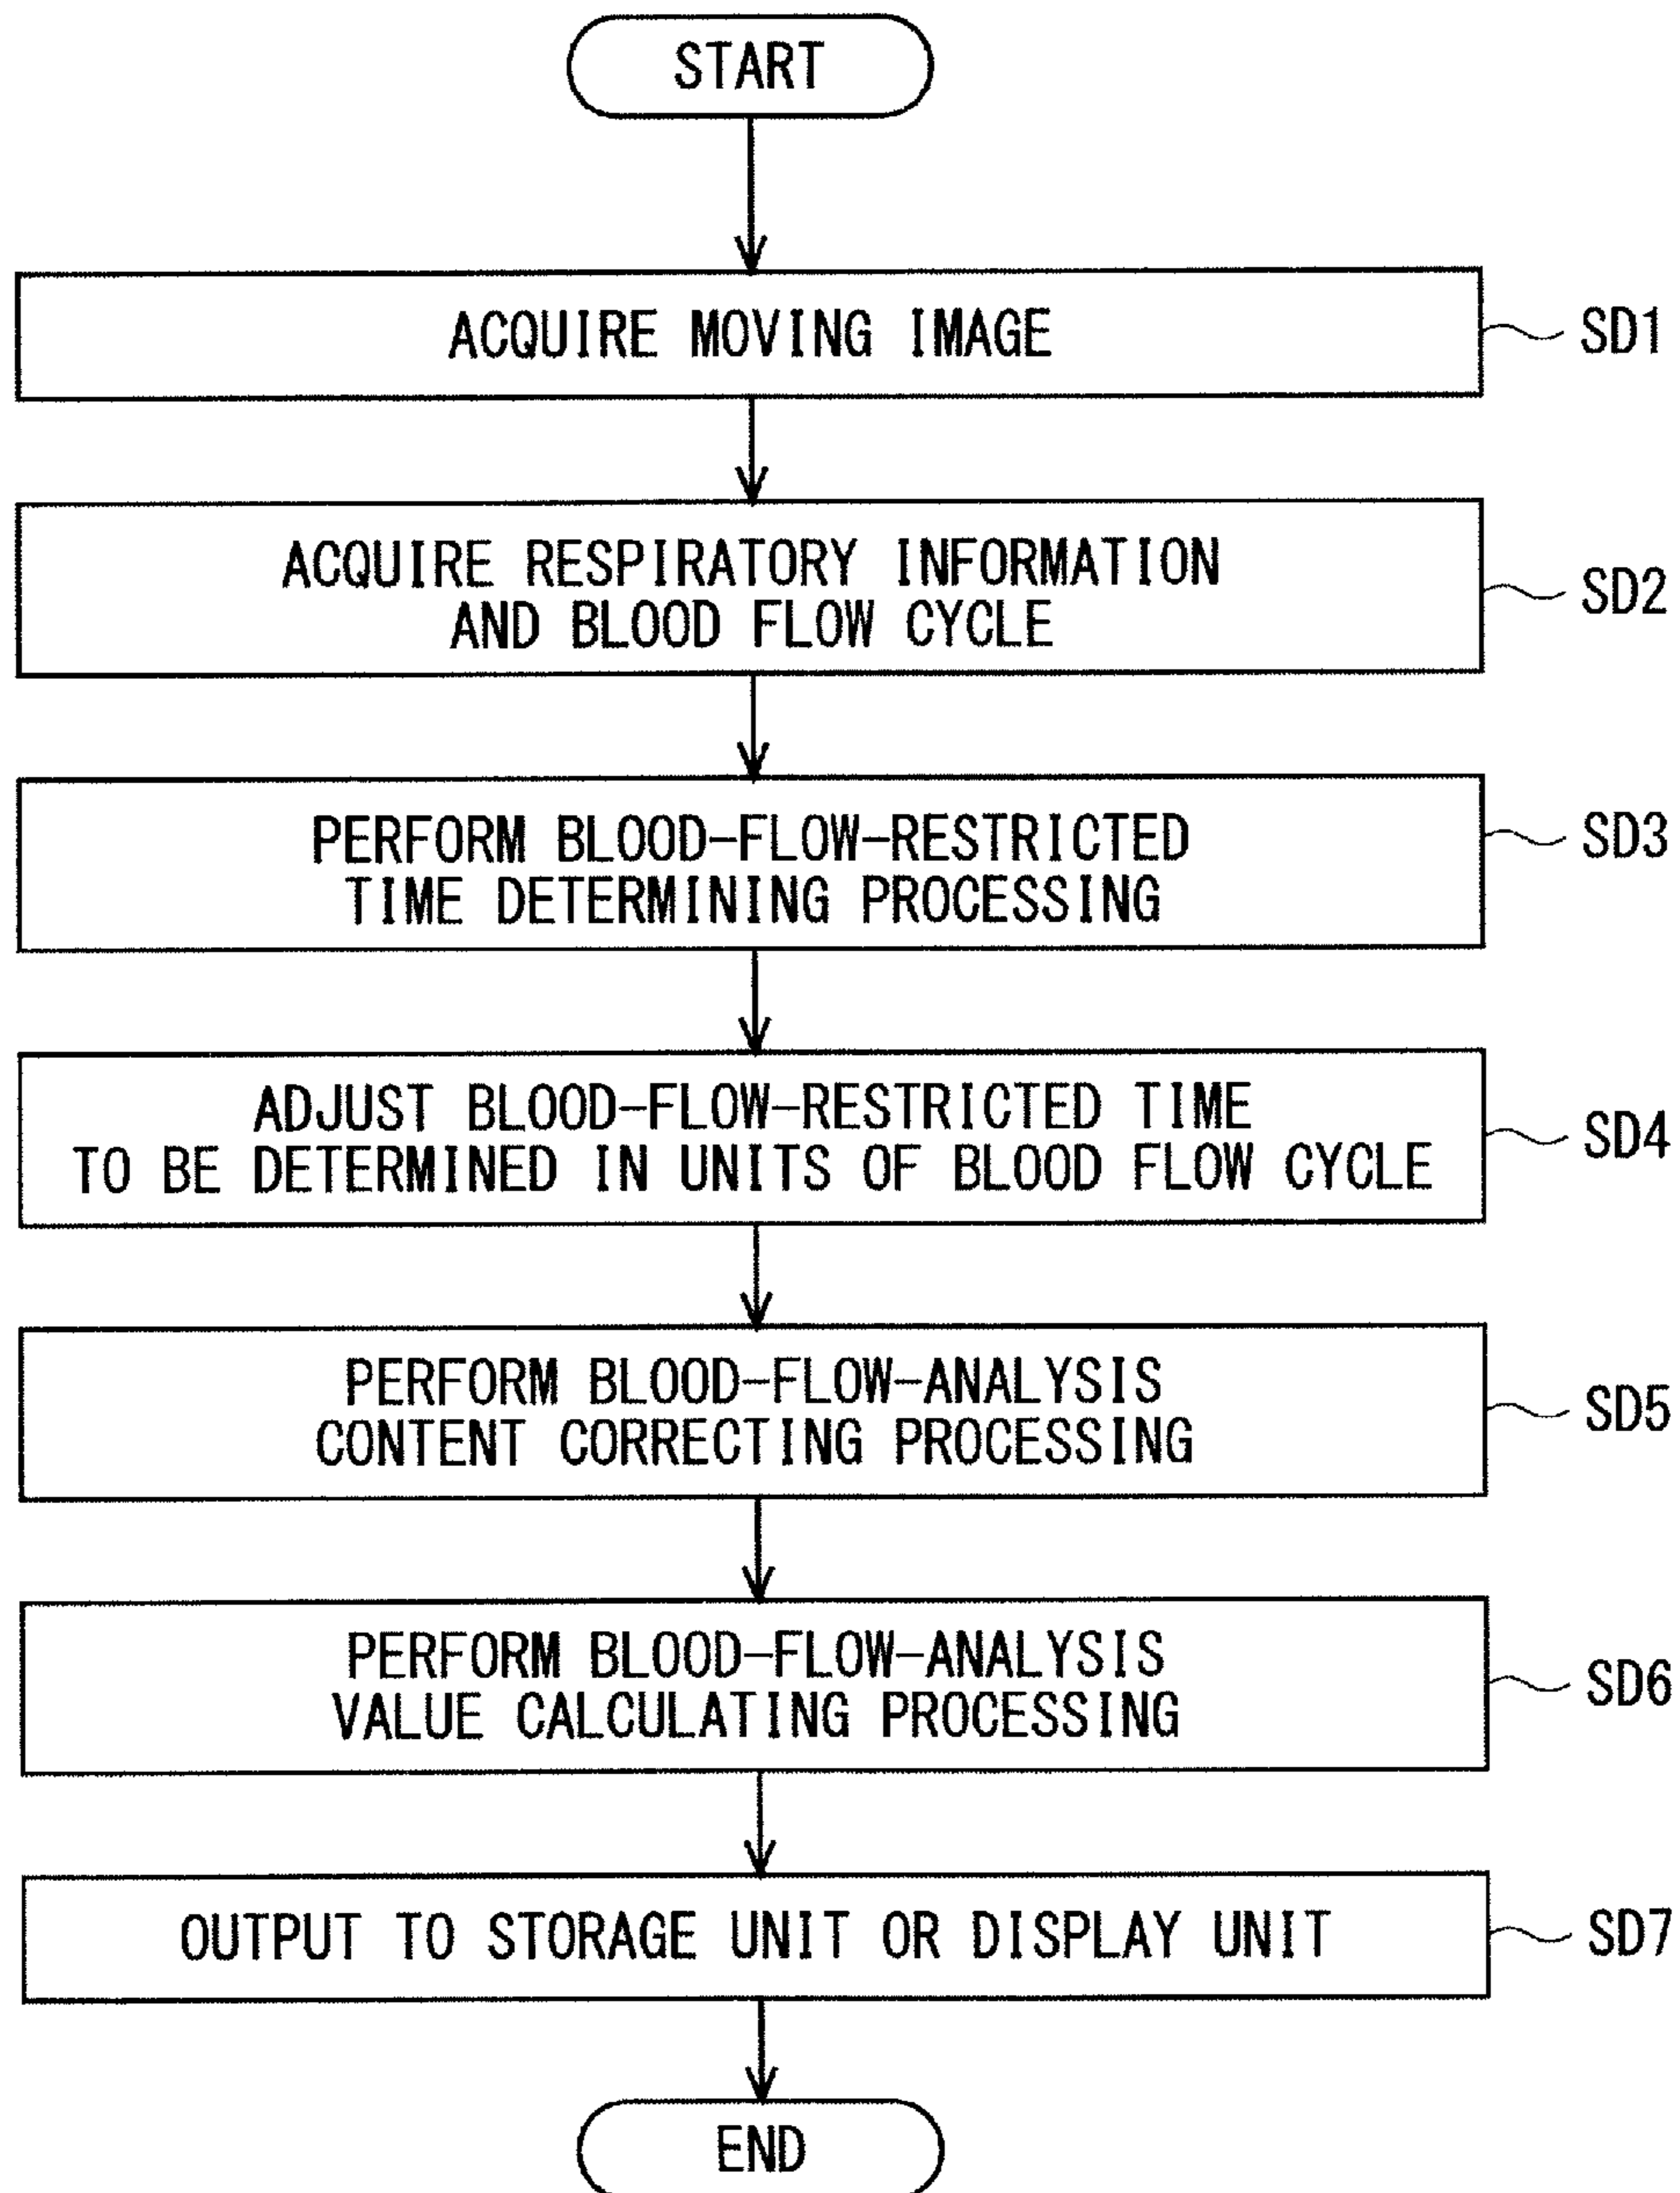 START
ACQUIRE MOVING IMAGE
SD1
ACQUIRE RESPIRATORY INFORMATION
AND BLOOD FLOW CYCLE
SD2
PERFORM BLOOD-FLOW-RESTRICTED
TIME DETERMINING PROCESSING
SD3
ADJUST BLOOD-FLOW-RESTRICTED TIME
TO BE DETERMINED IN UNITS OF BLOOD FLOW CYCLE
SD4
PERFORM BLOOD-FLOW-ANALYSIS
CONTENT CORRECTING PROCESSING
SD5
PERFORM BLOOD-FLOW-ANALYSIS
VALUE CALCULATING PROCESSING
SD6
OUTPUT TO STORAGE UNIT OR DISPLAY UNIT
SD7
END